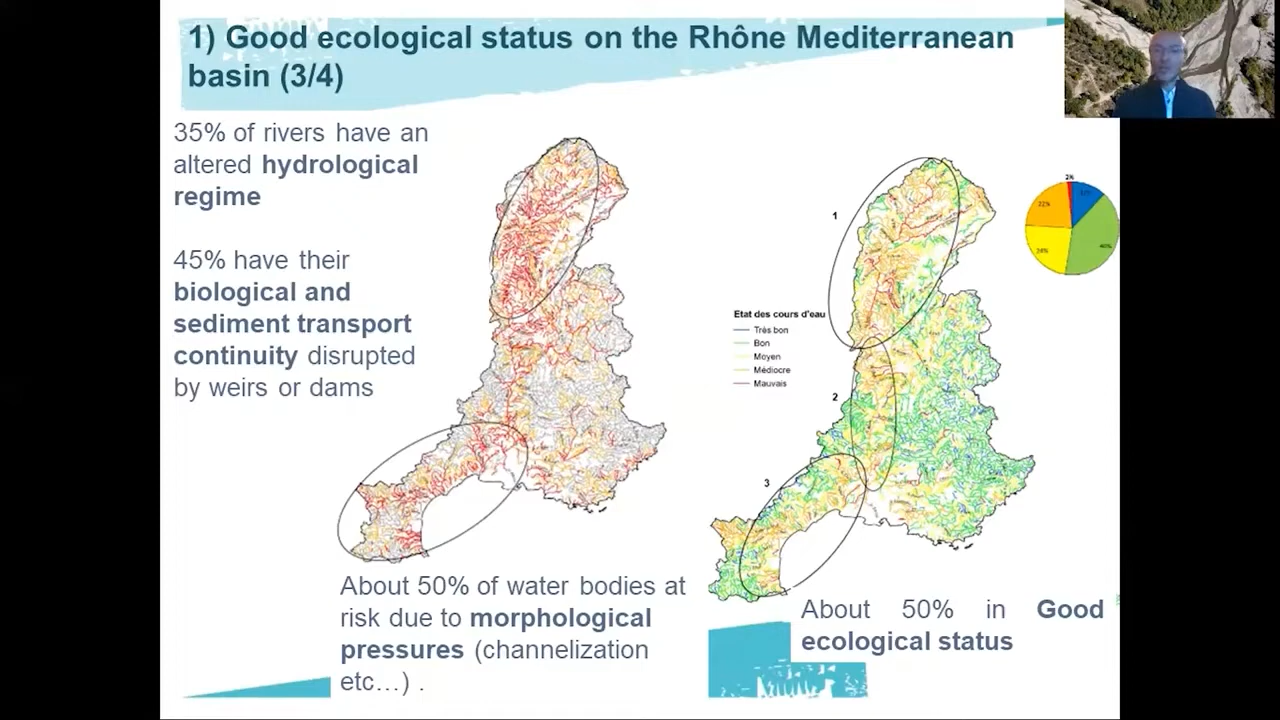 1) Good ecological status on the Rhône Mediterranean
basin (3/4)
35% of rivers have an
altered hydrological
regime
45% have their
biological and
sediment transport
continuity disrupted
by weirs or dams
About 50% of water bodies at
risk due to morphological
pressures (channelization
etc…) .
1
2
3
Etat des cours d'eau
Très bon
Bon
Moyen
Médiocre
Mauvais
2%
22%
24%
About 50% in Good
ecological status